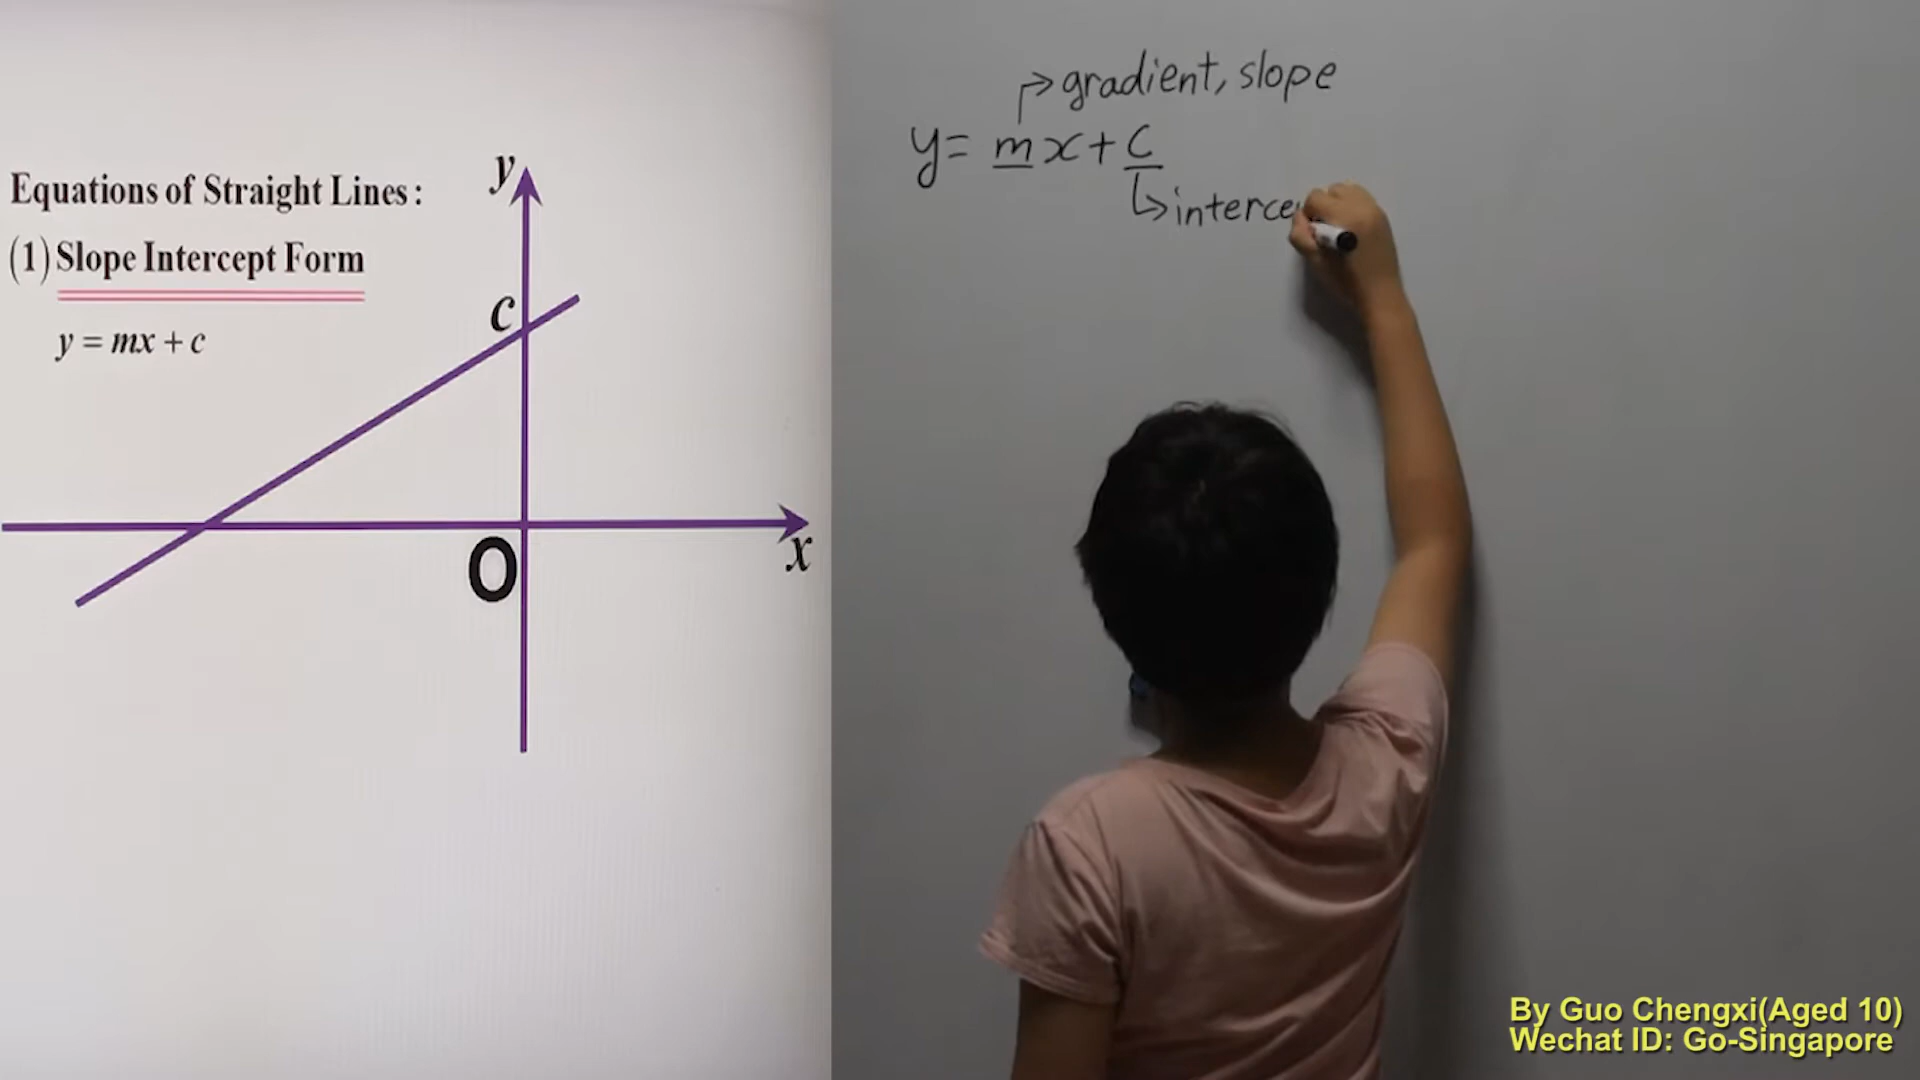 Equations of Straight Lines:
(1) Slope Intercept Form
y = mx + c
y
c
O
x
gradient, slope
y = mx + c
By Guo Chengxi(Aged 10)
Wechat ID: Go-Singapore